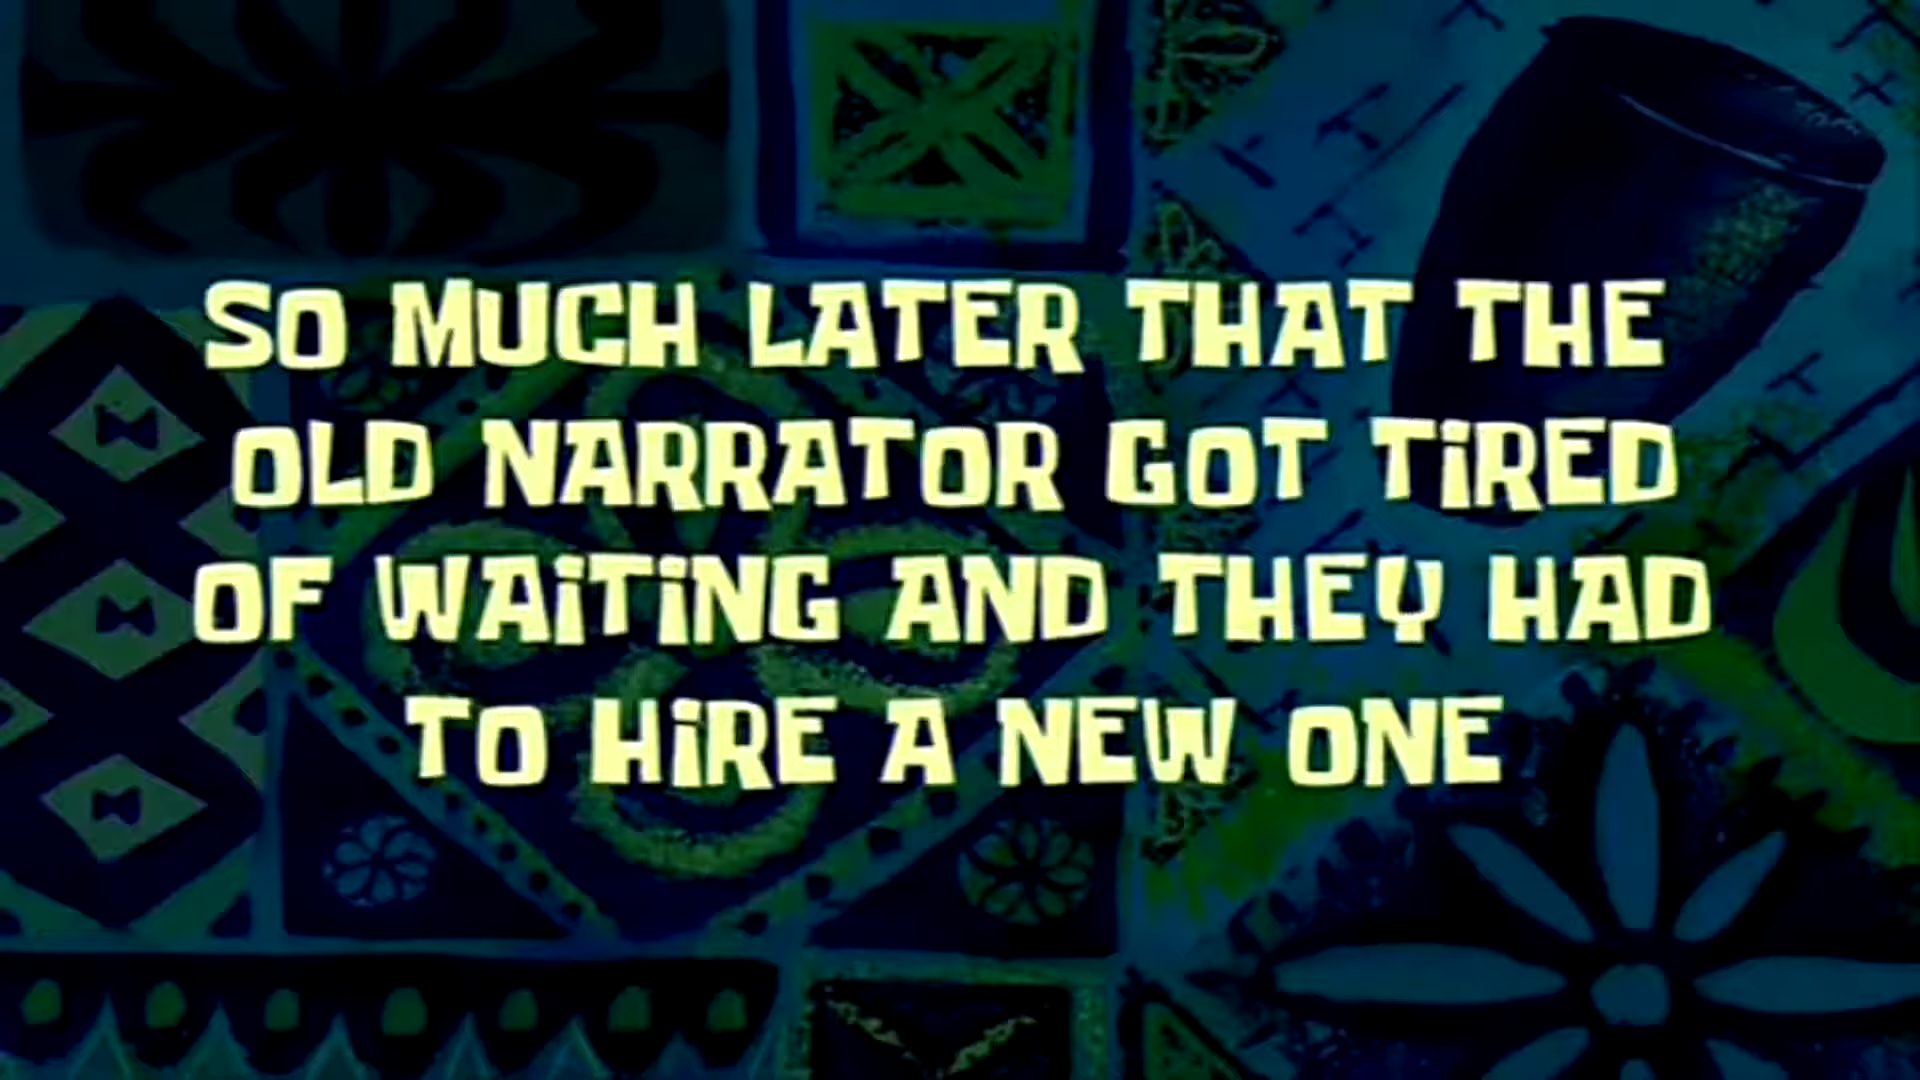 SO MUCH LATER THAT THE
OLD NARRATOR GOT TIRED
OF WAITING AND THEY HAD
TO HIRE A NEW ONE